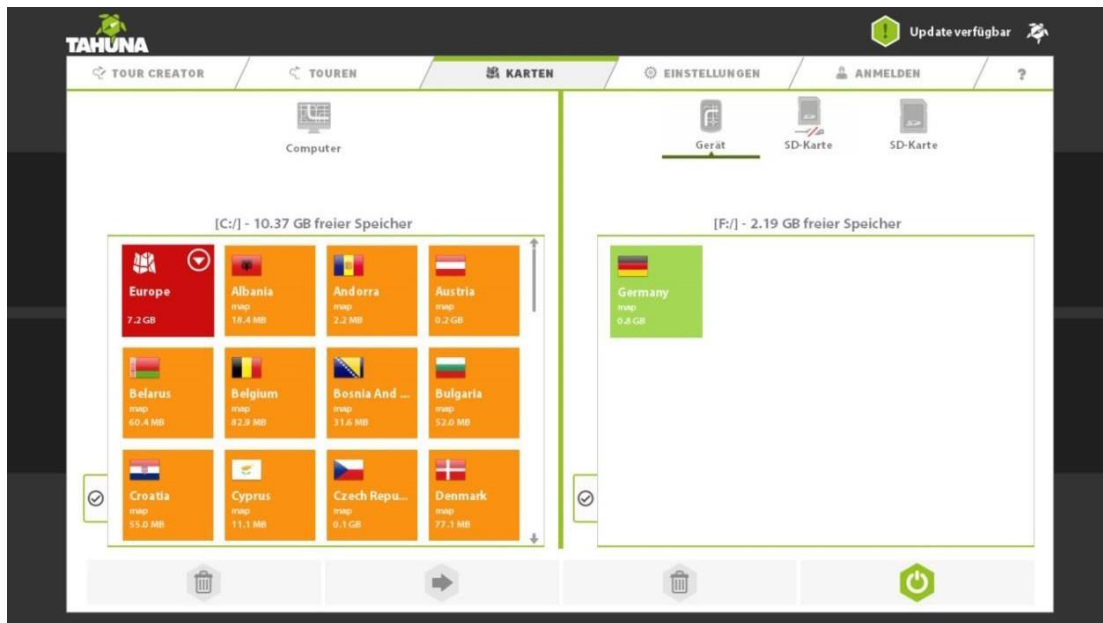 TAHUNA
Update verfügbar
TOUR CREATOR
TOUREN
KARTEN
EINSTELLUNGEN
ANMELDEN
?
Computer
Gerät
SD-Karte
SD-Karte
[C:/] - 10.37 GB freier Speicher
[F:/] - 2.19 GB freier Speicher
Europe
7.2 GB
Albania
map
18.4 MB
Andorra
map
2.2 MB
Austria
map
0.2 GB
Germany
map
0.8 GB
Belarus
map
60.4 MB
Belgium
map
82.9 MB
Bosnia And ...
map
31.6 MB
Bulgaria
map
52.0 MB
Croatia
map
55.0 MB
Cyprus
map
11.1 MB
Czech Repu...
map
0.1 GB
Denmark
map
77.1 MB